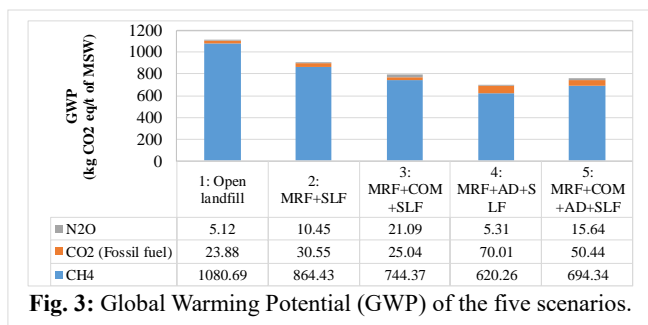 1200
1000
800
600
400
200
0
GWP
(kg CO2 eq/t of MSW)
1: Open
landfill
2:
MRF+SLF
3:
MRF+COM
+SLF
4:
MRF+AD+S
LF
5:
MRF+COM
+AD+SLF
N2O 5.12 10.45 21.09 5.31 15.64
CO2 (Fossil fuel) 23.88 30.55 25.04 70.01 50.44
CH4 1080.69 864.43 744.37 620.26 694.34
Fig. 3: Global Warming Potential (GWP) of the five scenarios.